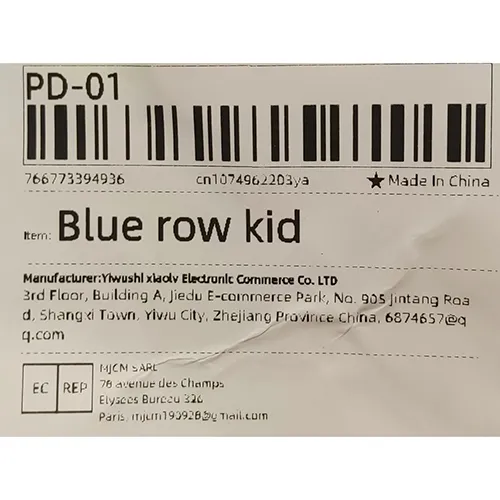 PD-01
766773394936 cn1074962203ya ★ Made In China
Item: Blue row kid
Manufacturer:Yiwushi xiaolv Electronic Commerce Co. LTD
3rd Floor, Building A, Jiedu E-commerce Park, No. 905 Jintang Roa
d, Shangxi Town, Yiwu City, Zhejiang Province China, 6874657@q
q.com
EC REP
MJCM SARL
78 avenue des Champs
Elysees Bureau 326
Paris, mjcm190928@gmail.com